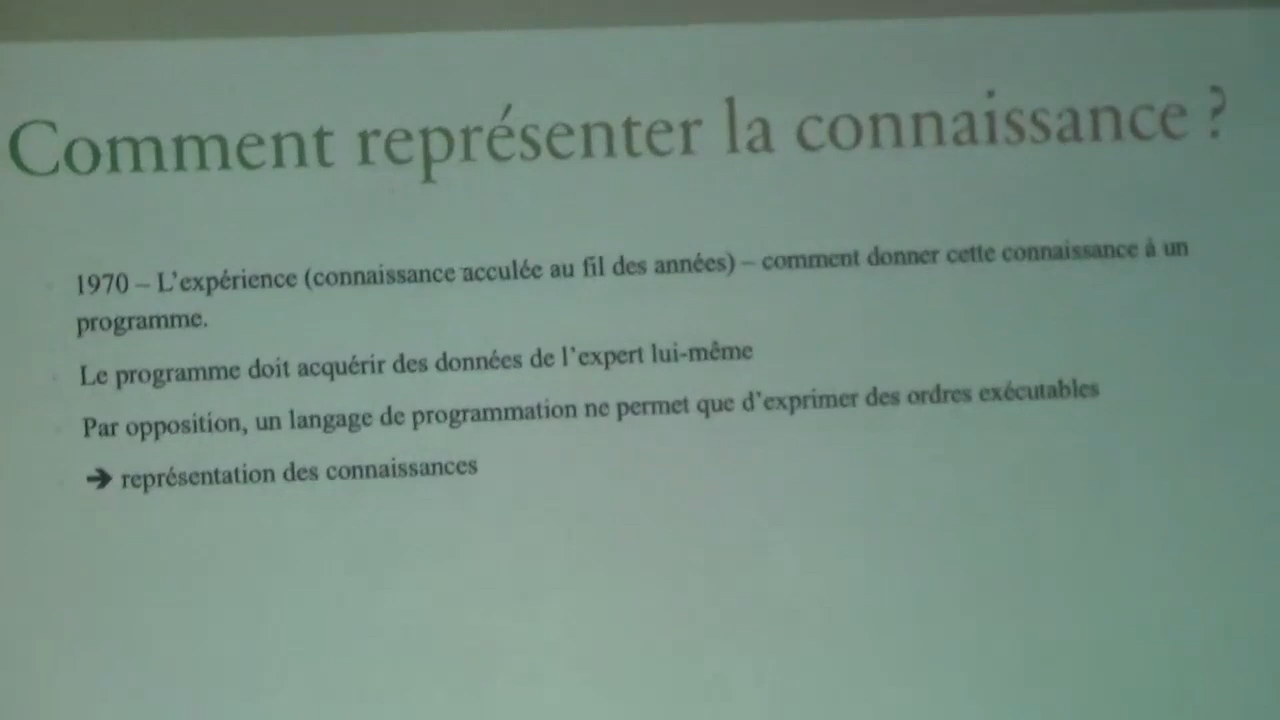 Comment représenter la connaissance ?
1970 – L'expérience (connaissance acculée au fil des années) – comment donner cette connaissance à un
programme.
Le programme doit acquérir des données de l'expert lui-même
Par opposition, un langage de programmation ne permet que d'exprimer des ordres exécutables
➔ représentation des connaissances